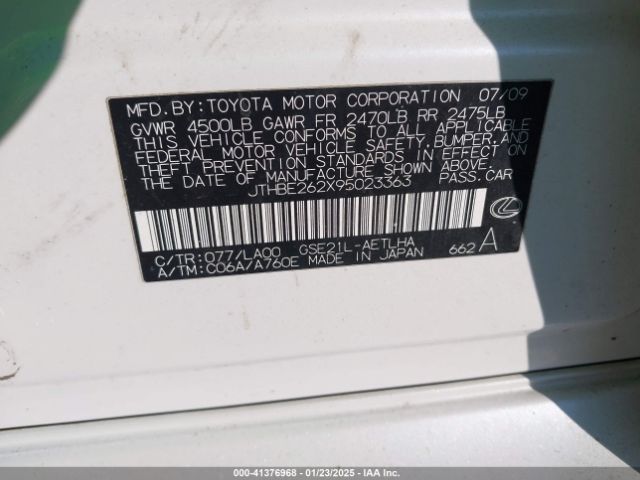 MFD.BY:TOYOTA MOTOR CORPORATION 07/09
GVWR 4500LB GAWR FR 2470LB RR 2475LB
THIS VEHICLE CONFORMS TO ALL APPLICABLE
FEDERAL MOTOR VEHICLE SAFETY,BUMPER,AND
THEFT PREVENTION STANDARDS IN EFFECT ON
THE DATE OF MANUFACTURE SHOWN ABOVE.
JTHBE262X95023363 PASS.CAR
C/TR:077/LA00 GSE21L-AETLHA 662 A
A/TM:C06A/A760E MADE IN JAPAN
000-41376968 - 01/23/2025 - IAA Inc.